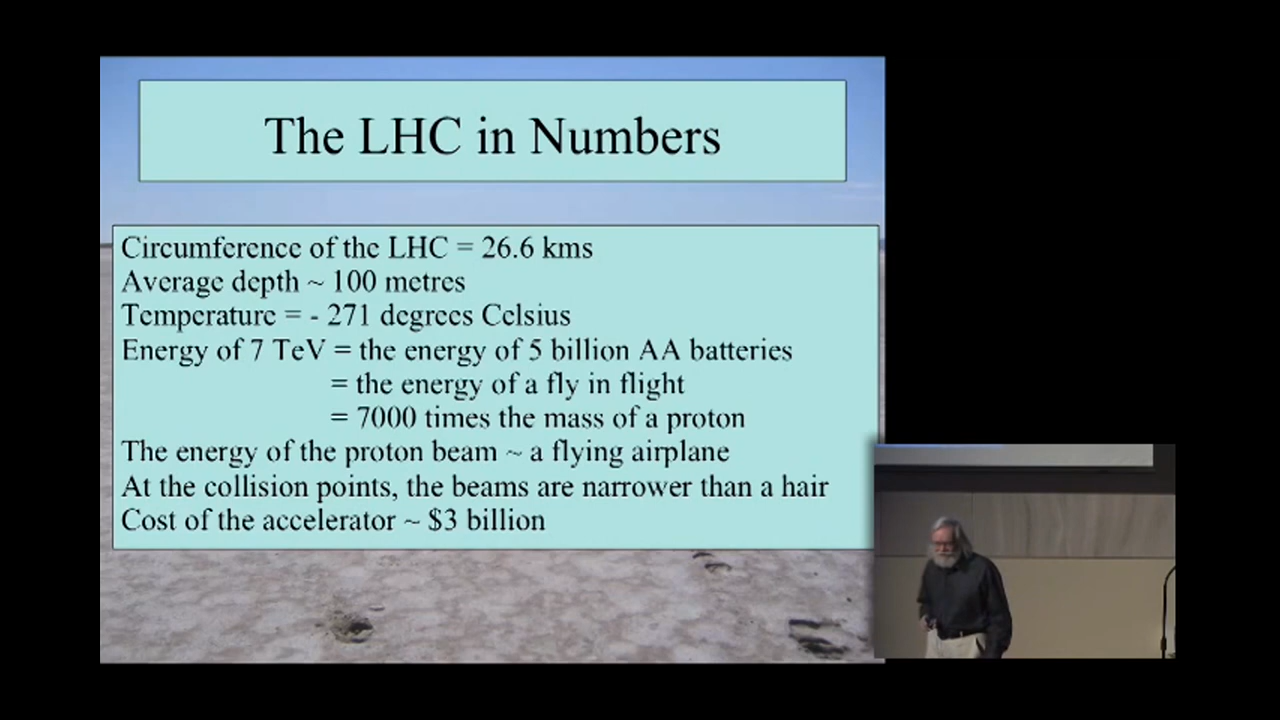 The LHC in Numbers
Circumference of the LHC = 26.6 kms
Average depth ~ 100 metres
Temperature = - 271 degrees Celsius
Energy of 7 TeV = the energy of 5 billion AA batteries
= the energy of a fly in flight
= 7000 times the mass of a proton
The energy of the proton beam ~ a flying airplane
At the collision points, the beams are narrower than a hair
Cost of the accelerator ~ $3 billion